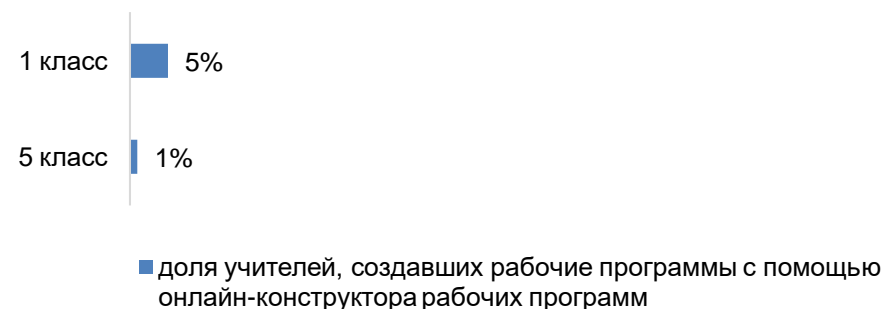 1 класс 5%
5 класс 1%
доля учителей, создавших рабочие программы с помощью
онлайн-конструктора рабочих программ